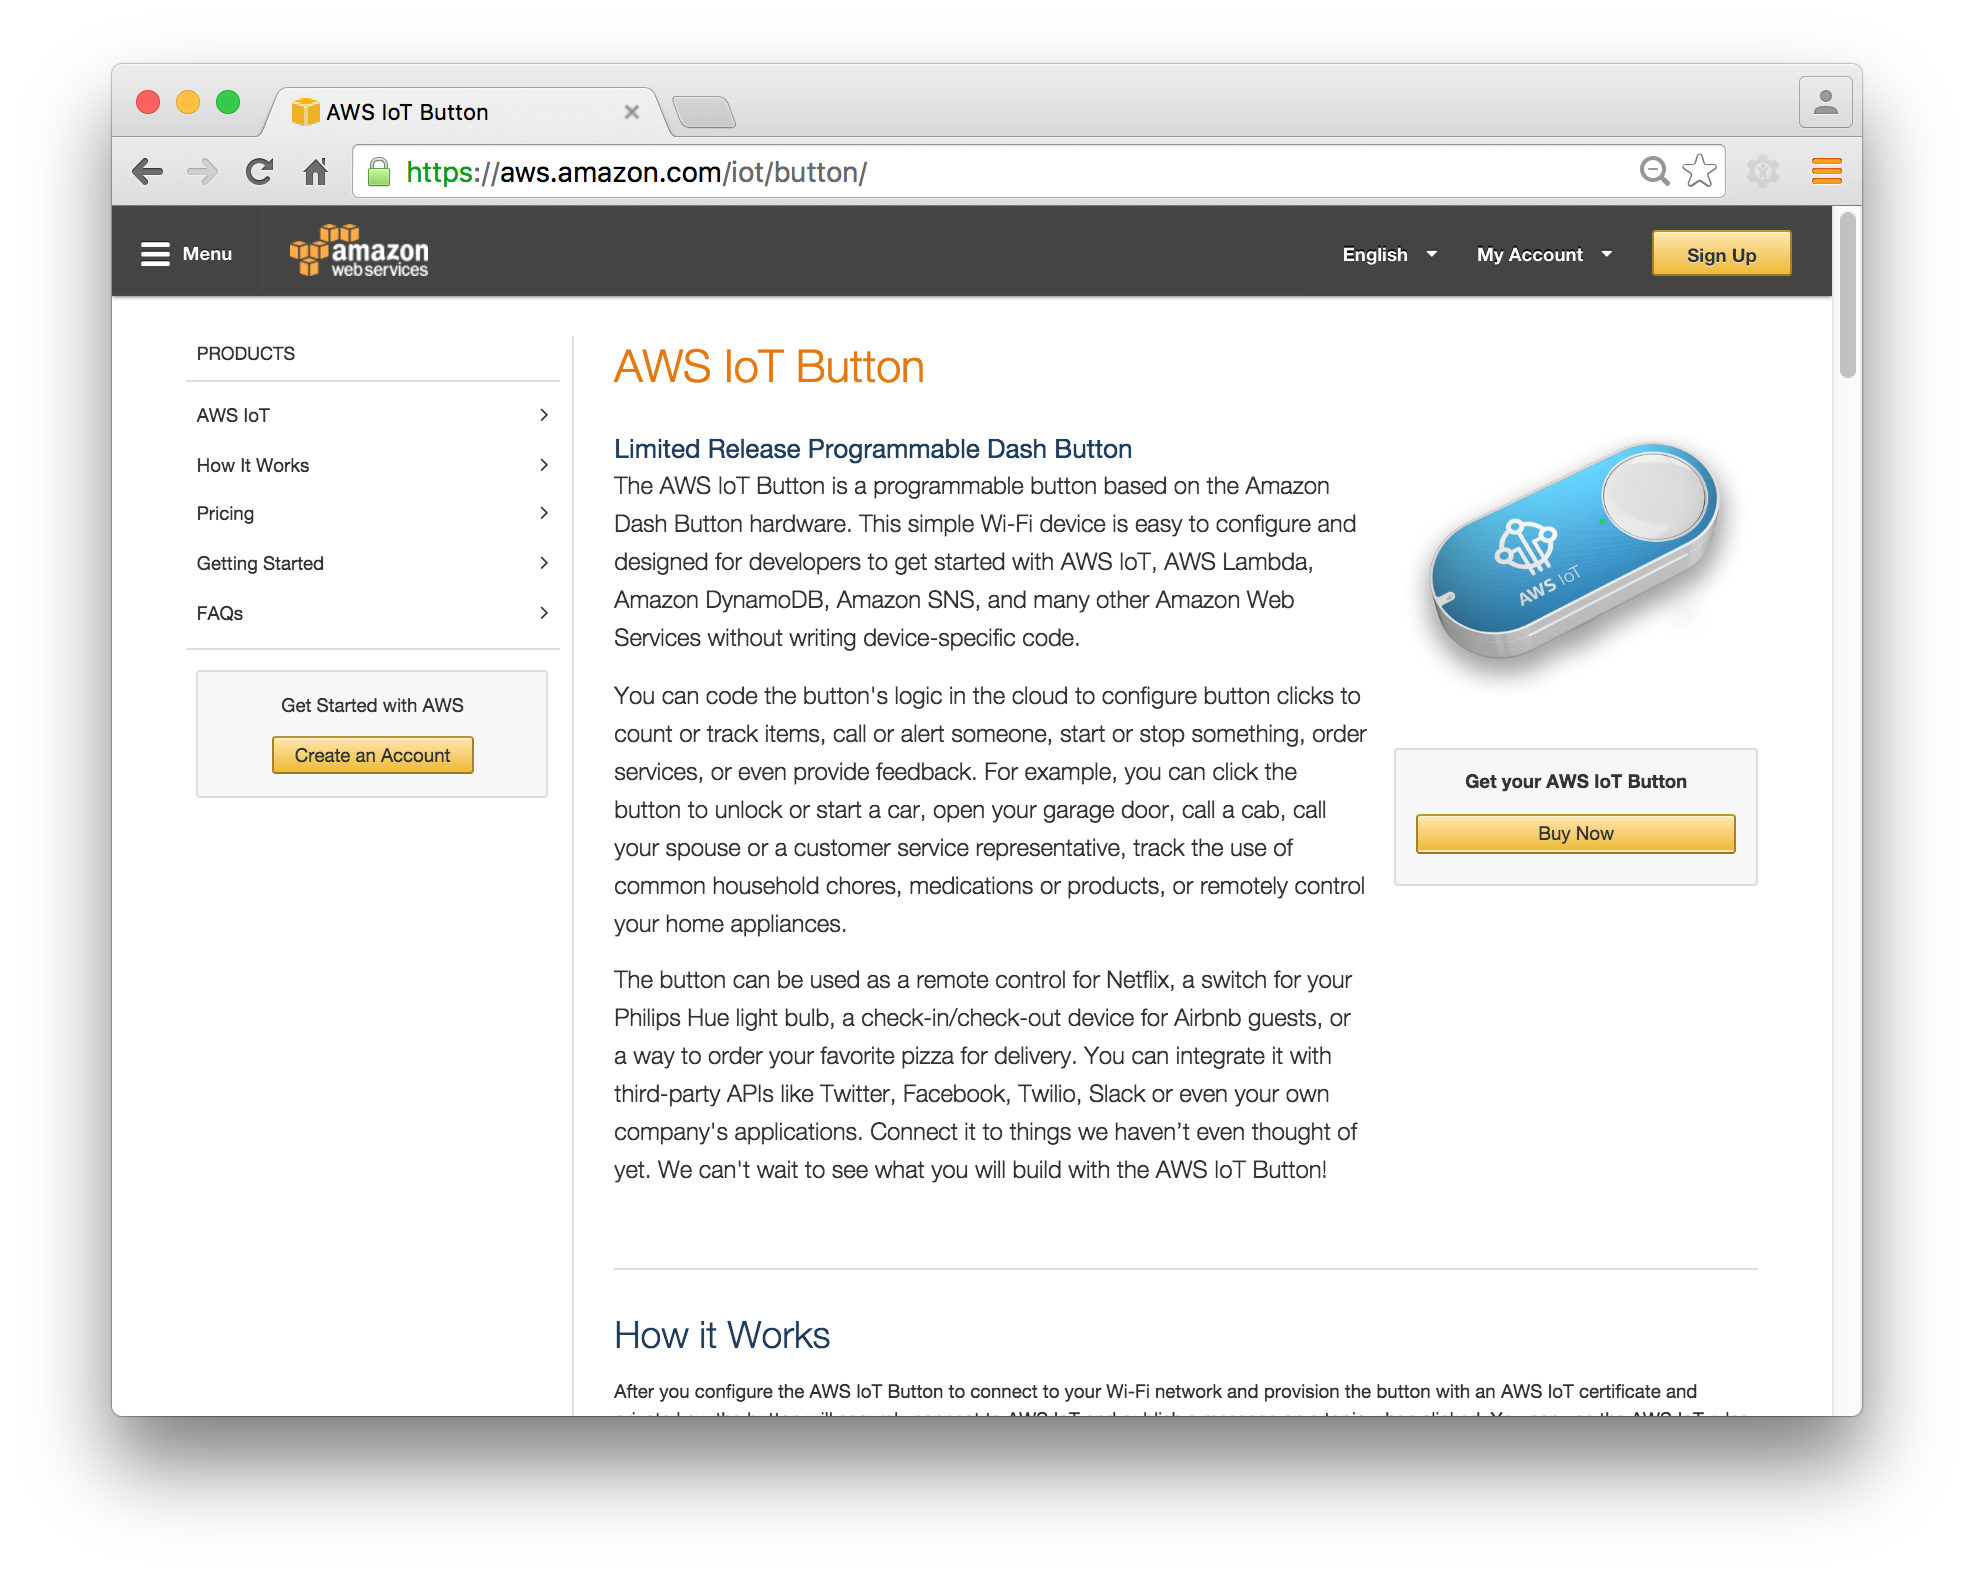 AWS IoT Button
https://aws.amazon.com/iot/button/
Menu
amazon
webservices
English
My Account
Sign Up
PRODUCTS
AWS IoT
How It Works
Pricing
Getting Started
FAQs
Get Started with AWS
Create an Account
AWS IoT Button
Limited Release Programmable Dash Button
The AWS IoT Button is a programmable button based on the Amazon
Dash Button hardware. This simple Wi-Fi device is easy to configure and
designed for developers to get started with AWS IoT, AWS Lambda,
Amazon DynamoDB, Amazon SNS, and many other Amazon Web
Services without writing device-specific code.
You can code the button's logic in the cloud to configure button clicks to
count or track items, call or alert someone, start or stop something, order
services, or even provide feedback. For example, you can click the
button to unlock or start a car, open your garage door, call a cab, call
your spouse or a customer service representative, track the use of
common household chores, medications or products, or remotely control
your home appliances.
The button can be used as a remote control for Netflix, a switch for your
Philips Hue light bulb, a check-in/check-out device for Airbnb guests, or
a way to order your favorite pizza for delivery. You can integrate it with
third-party APIs like Twitter, Facebook, Twilio, Slack or even your own
company's applications. Connect it to things we haven’t even thought of
yet. We can't wait to see what you will build with the AWS IoT Button!
AWS IoT
Get your AWS IoT Button
Buy Now
How it Works
After you configure the AWS IoT Button to connect to your Wi-Fi network and provision the button with an AWS IoT certificate and